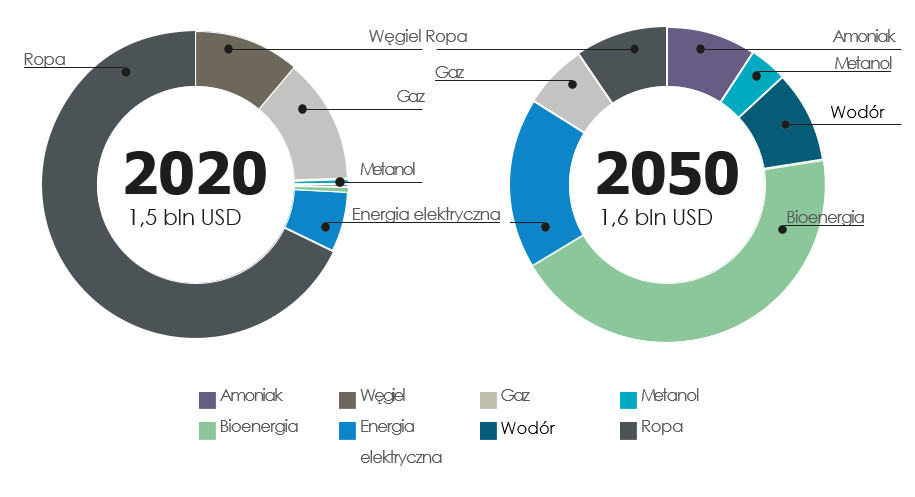 Węgiel
Ropa
Ropa
Amoniak
Metanol
Gaz
Gaz
Wodór
2020
1,5 bln USD
2050
1,6 bln USD
Metanol
Energia elektryczna
Bioenergia
Amoniak
Węgiel
Gaz
Metanol
Bioenergia
Energia
elektryczna
Wodór
Ropa